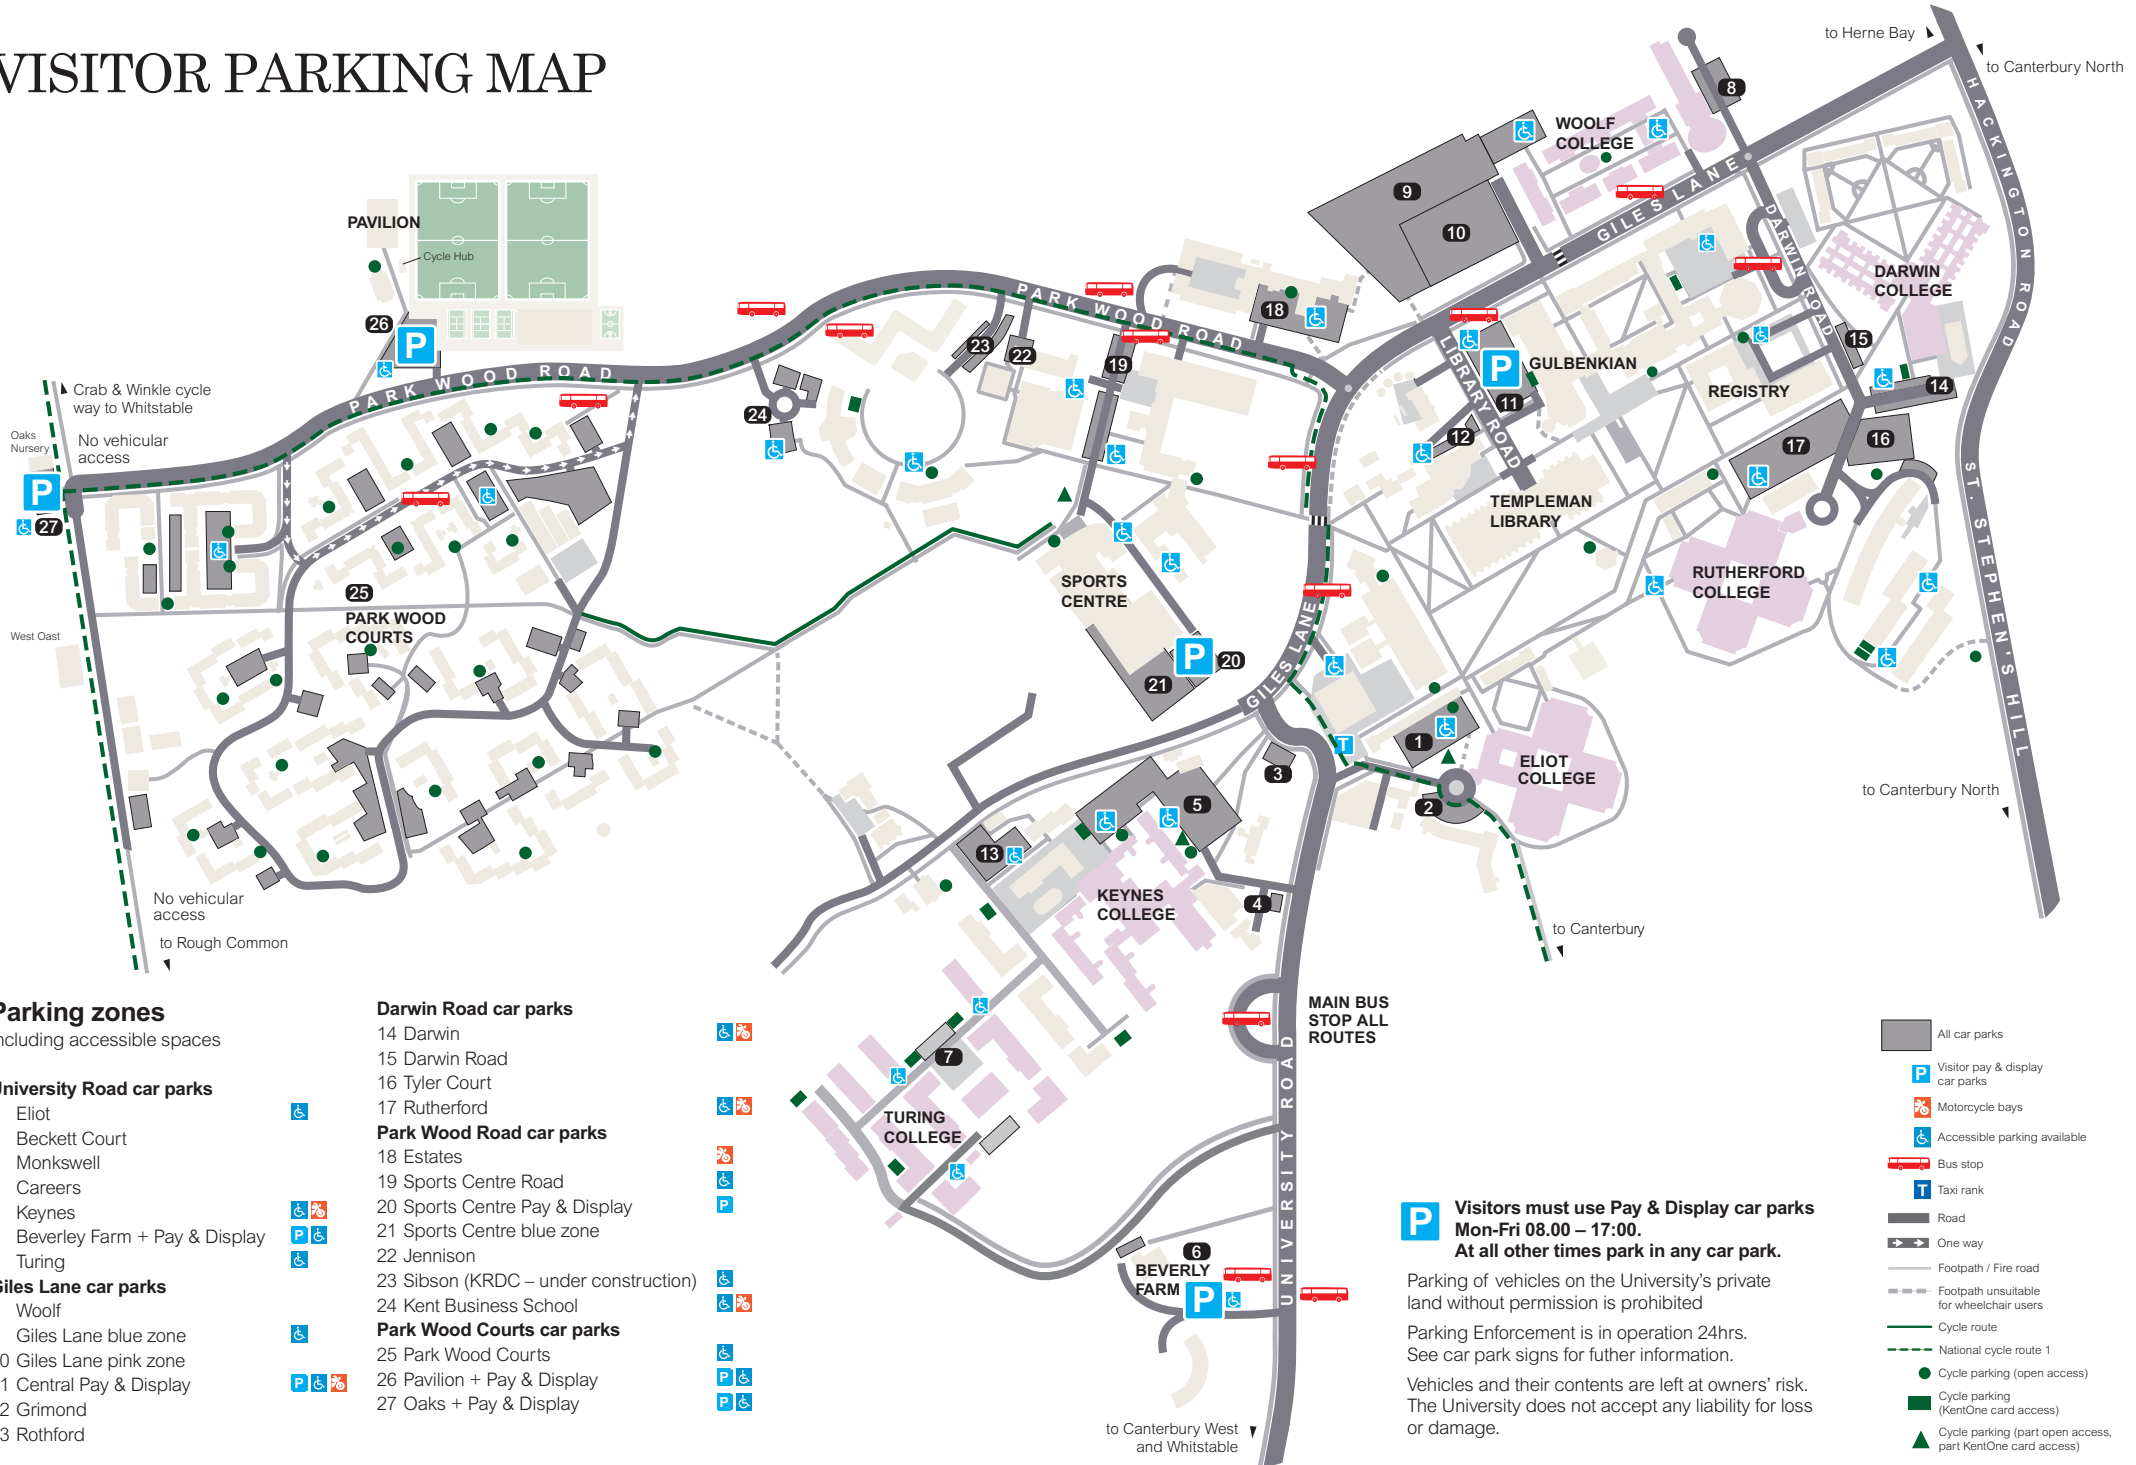 VISITOR PARKING MAP
to Herne Bay
to Canterbury North
HACKINGTON ROAD
8
WOOLF
COLLEGE
9
10
GILES LANE
DARWIN ROAD
DARWIN
COLLEGE
PAVILION
Cycle Hub
26
P
PARK WOOD ROAD
PARK WOOD ROAD
18
23
22
19
24
LIBRARY ROAD
P
GULBENKIAN
11
12
REGISTRY
15
14
16
17
Crab & Winkle cycle
way to Whitstable
Oaks
Nursery
No vehicular
access
P
27
TEMPLEMAN
LIBRARY
ST. STEPHEN'S HILL
RUTHERFORD
COLLEGE
SPORTS
CENTRE
25
PARK WOOD
COURTS
West Oast
P
20
21
GILES LANE
T
1
3
2
ELIOT
COLLEGE
to Canterbury North
5
13
KEYNES
COLLEGE
4
No vehicular
access
to Rough Common
to Canterbury
MAIN BUS
STOP ALL
ROUTES
7
TURING
COLLEGE
UNIVERSITY ROAD
6
BEVERLY
FARM
P
to Canterbury West
and Whitstable
Parking zones
including accessible spaces
University Road car parks
Eliot
Beckett Court
Monkswell
Careers
Keynes
Beverley Farm + Pay & Display P
Turing
Giles Lane car parks
Woolf
Giles Lane blue zone
0 Giles Lane pink zone
1 Central Pay & Display P
2 Grimond
3 Rothford
Darwin Road car parks
14 Darwin
15 Darwin Road
16 Tyler Court
17 Rutherford
Park Wood Road car parks
18 Estates
19 Sports Centre Road
20 Sports Centre Pay & Display P
21 Sports Centre blue zone
22 Jennison
23 Sibson (KRDC – under construction)
24 Kent Business School
Park Wood Courts car parks
25 Park Wood Courts
26 Pavilion + Pay & Display P
27 Oaks + Pay & Display P
P
Visitors must use Pay & Display car parks
Mon-Fri 08.00 – 17:00.
At all other times park in any car park.
Parking of vehicles on the University's private
land without permission is prohibited
Parking Enforcement is in operation 24hrs.
See car park signs for futher information.
Vehicles and their contents are left at owners' risk.
The University does not accept any liability for loss
or damage.
All car parks
P Visitor pay & display
car parks
Motorcycle bays
Accessible parking available
Bus stop
T Taxi rank
Road
One way
Footpath / Fire road
Footpath unsuitable
for wheelchair users
Cycle route
National cycle route 1
Cycle parking (open access)
Cycle parking
(KentOne card access)
Cycle parking (part open access,
part KentOne card access)